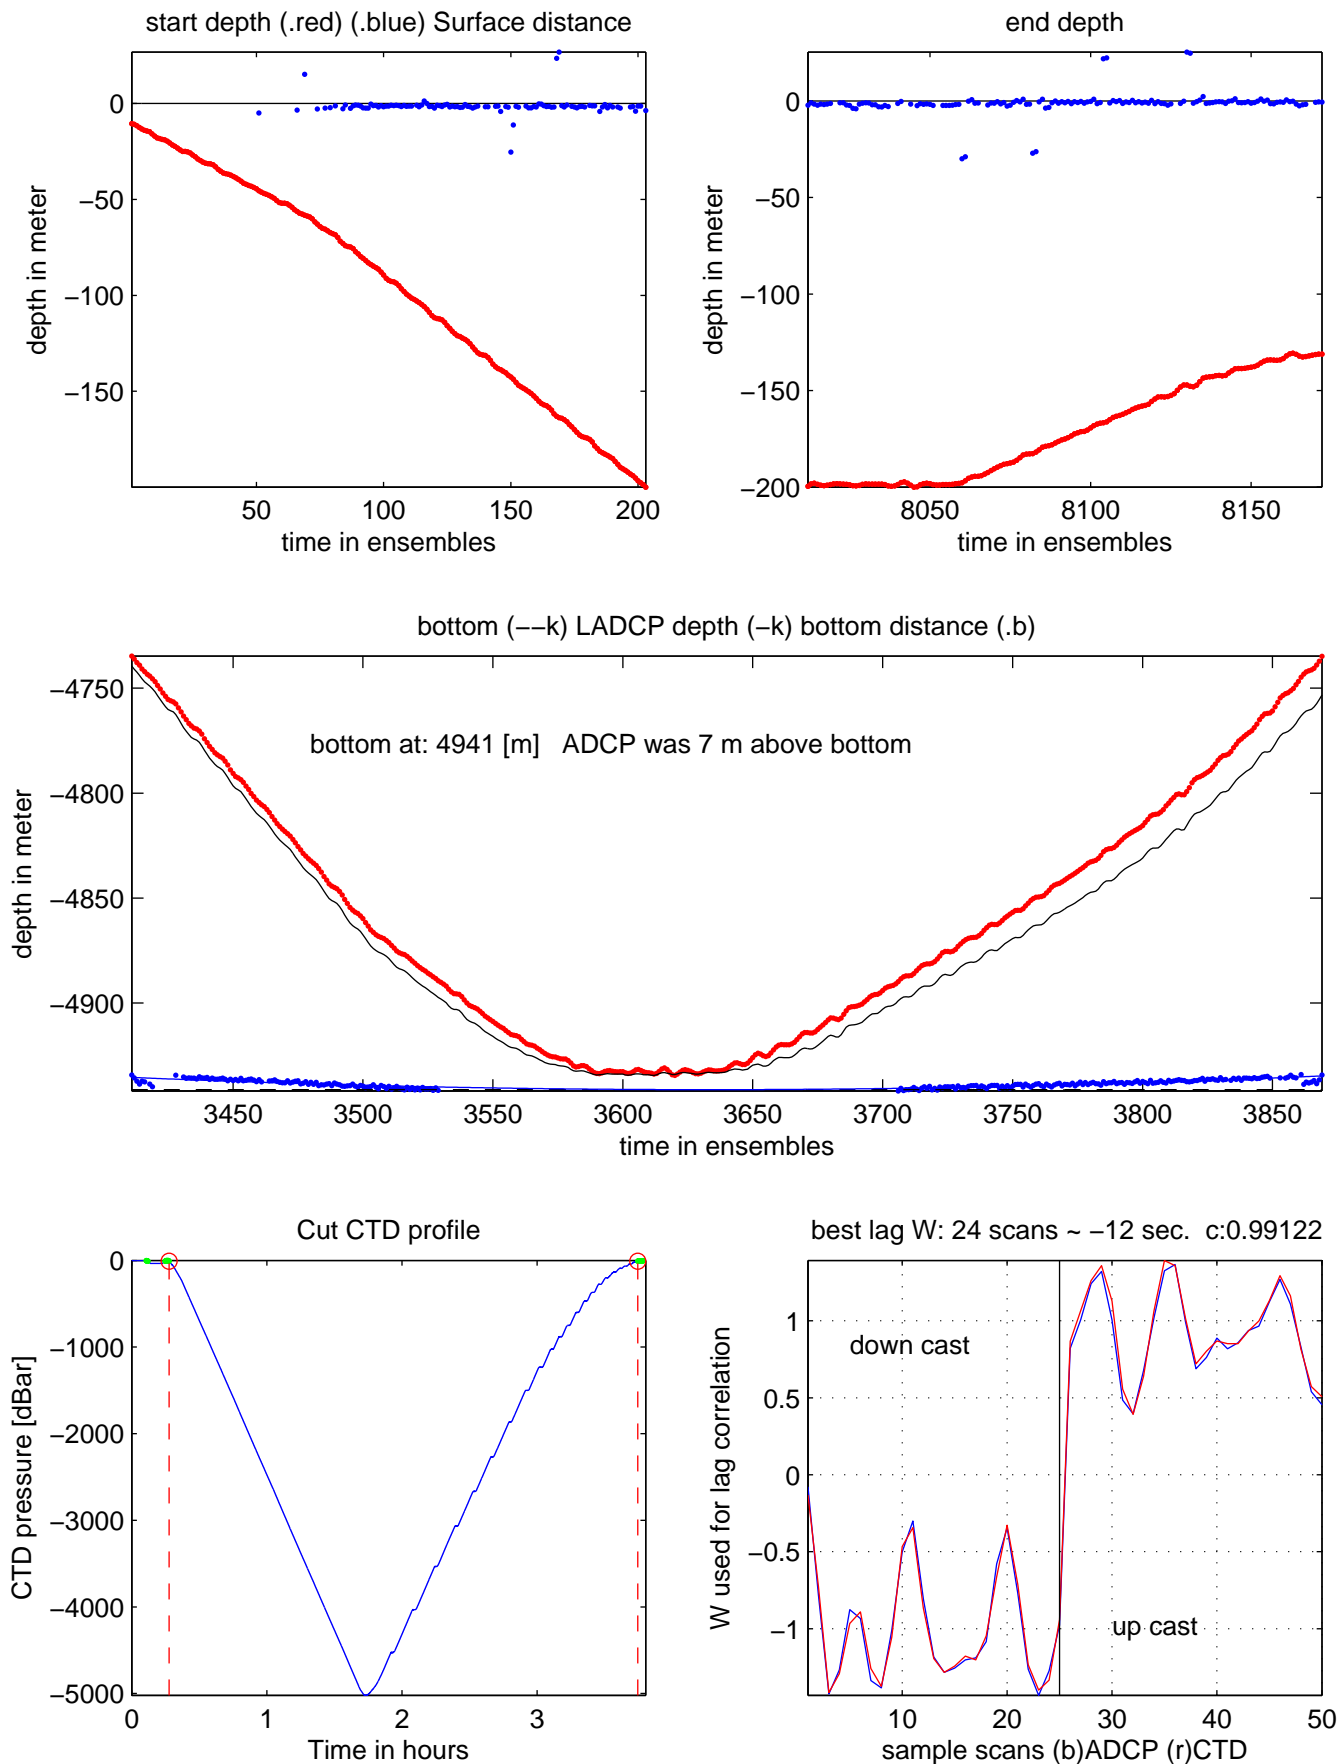 start depth (.red) (.blue) Surface distance
0
−50
−100
−150
depth in meter
50
100
150
200
time in ensembles
end depth
0
−50
−100
−150
−200
depth in meter
8050
8100
8150
time in ensembles
bottom (−−k) LADCP depth (−k) bottom distance (.b)
−4750
−4800
−4850
−4900
depth in meter
bottom at: 4941 [m]   ADCP was 7 m above bottom
3450
3500
3550
3600
3650
3700
3750
3800
3850
time in ensembles
Cut CTD profile
0
−1000
−2000
−3000
−4000
−5000
CTD pressure [dBar]
0
1
2
3
Time in hours
best lag W: 24 scans ~ −12 sec.  c:0.99122
1
0.5
0
−0.5
−1
W used for lag correlation
down cast
up cast
10
20
30
40
50
sample scans (b)ADCP (r)CTD